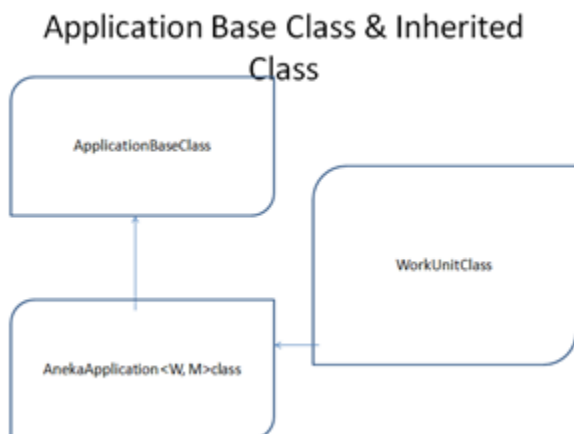 Application Base Class & Inherited
Class
ApplicationBaseClass
WorkUnitClass
AnekaApplication<W, M>class